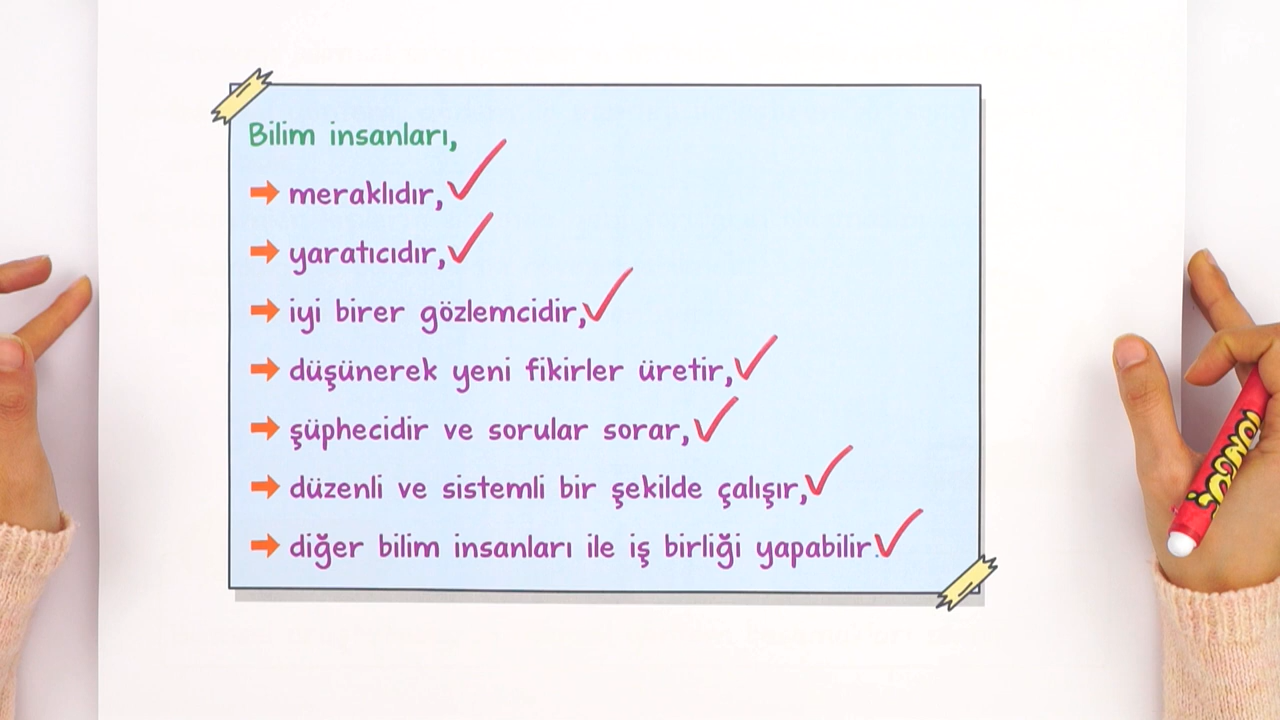 Bilim insanları,
➡ meraklıdır,✓
➡ yaratıcıdır,✓
➡ iyi birer gözlemcidir,✓
➡ düşünerek yeni fikirler üretir,✓
➡ şüphecidir ve sorular sorar,✓
➡ düzenli ve sistemli bir şekilde çalışır,✓
➡ diğer bilim insanları ile iş birliği yapabilir.✓